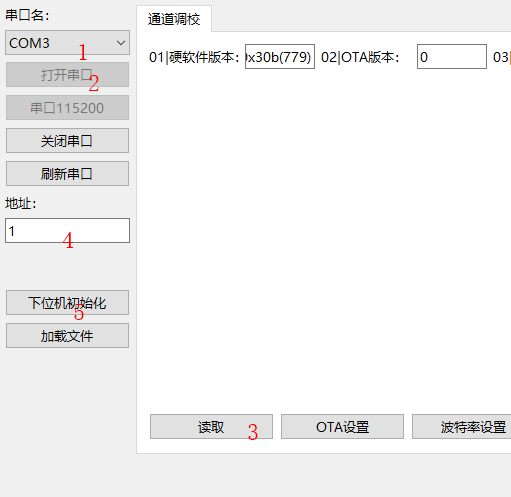 串口名：
COM3
1
打开串口
2
串口115200
关闭串口
刷新串口
地址：
1
4
下位机初始化
5
加载文件
通道调校
01|硬软件版本： 0x30b(779) 02|OTA版本： 0 03|
读取
3
OTA设置
波特率设置